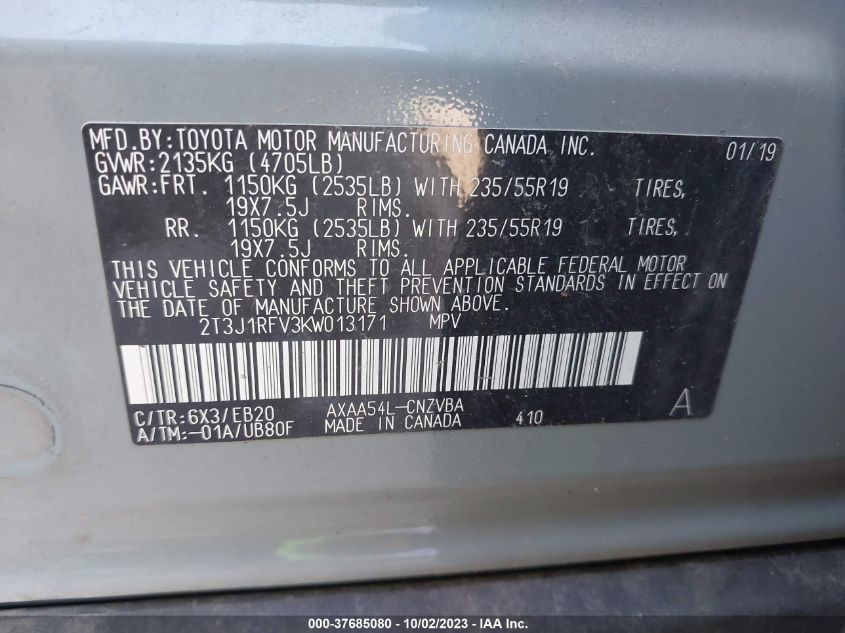 MFD.BY:TOYOTA MOTOR MANUFACTURING CANADA INC. 01/19
GVWR:2135KG (4705LB)
GAWR:FRT. 1150KG (2535LB) WITH 235/55R19 TIRES,
19X7.5J RIMS.
RR. 1150KG (2535LB) WITH 235/55R19 TIRES,
19X7.5J RIMS.
THIS VEHICLE CONFORMS TO ALL APPLICABLE FEDERAL MOTOR
VEHICLE SAFETY AND THEFT PREVENTION STANDARDS IN EFFECT ON
THE DATE OF MANUFACTURE SHOWN ABOVE.
2T3J1RFV3KW013171 MPV
C/TR:6X3/EB20 AXAA54L-CNZVBA A
A/TM:-01A/UB80F MADE IN CANADA 410
000-37685080 - 10/02/2023 - IAA Inc.